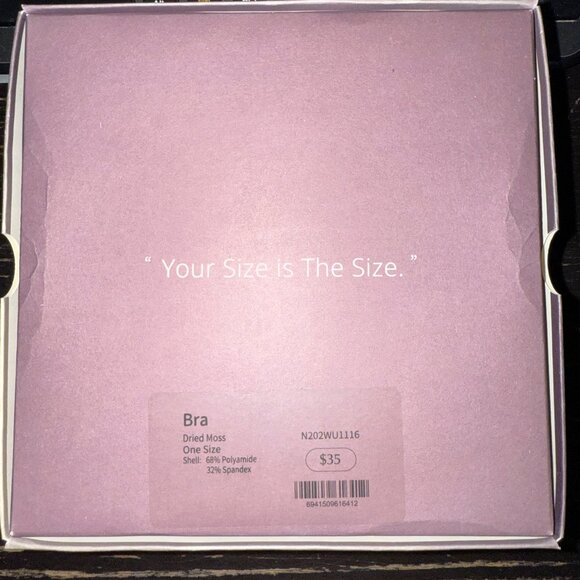 “ Your Size is The Size. ”
Bra
Dried Moss N202WU1116
One Size
Shell: 68% Polyamide $35
32% Spandex
6941509616412